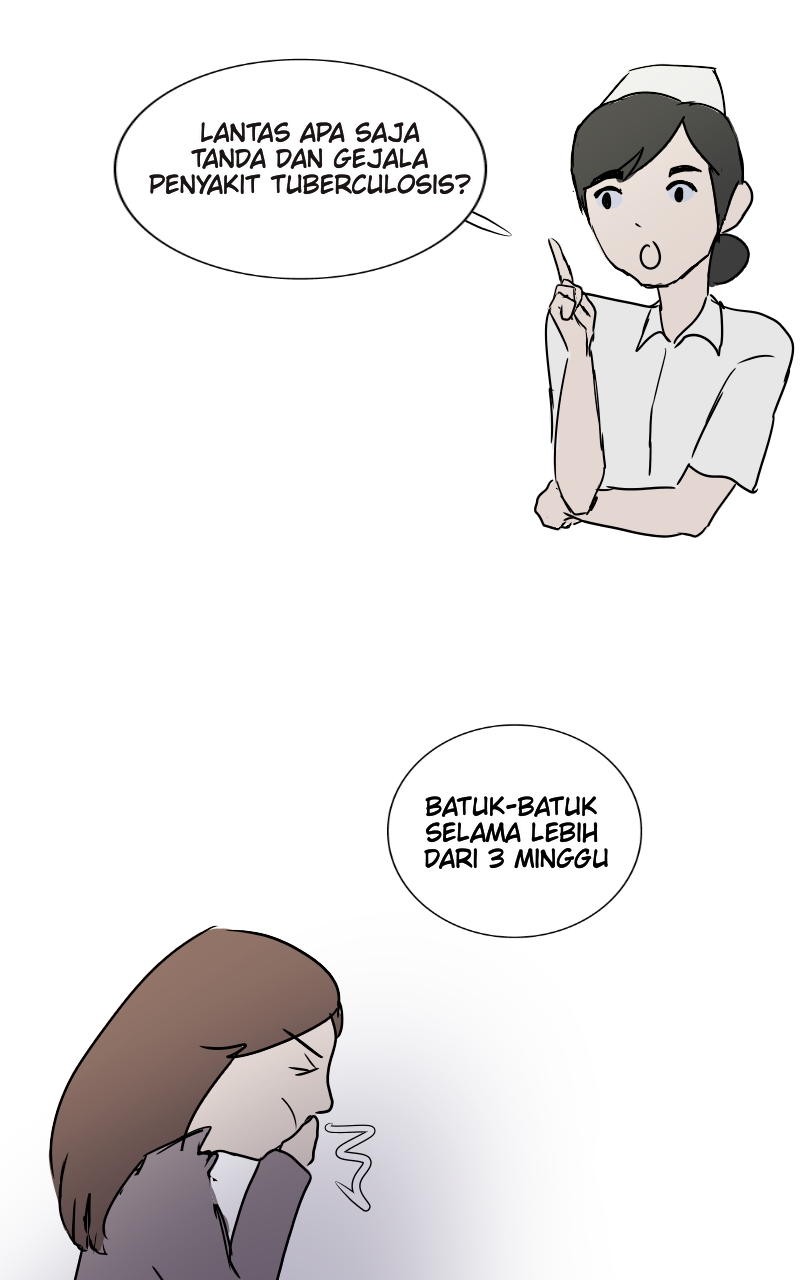 LANTAS APA SAJA
TANDA DAN GEJALA
PENYAKIT TUBERCULOSIS?
BATUK-BATUK
SELAMA LEBIH
DARI 3 MINGGU